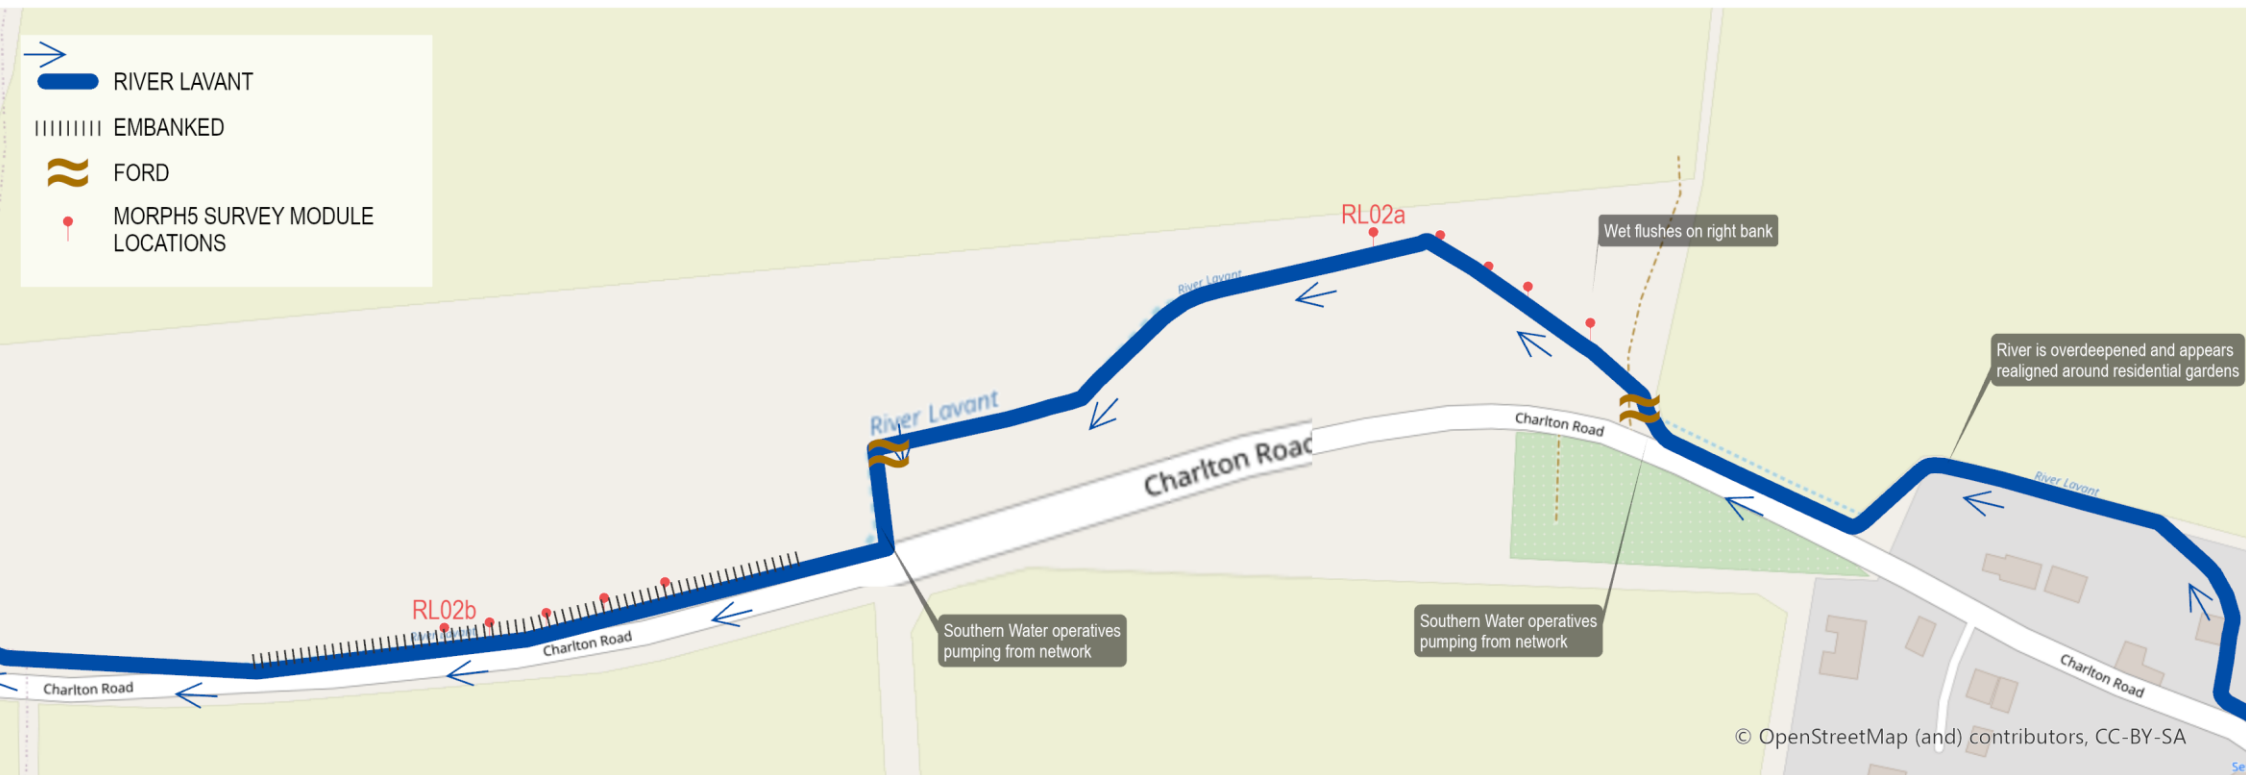 RIVER LAVANT
EMBANKED
FORD
MORPH5 SURVEY MODULE
LOCATIONS
RL02a
Wet flushes on right bank
River Lavant
River is overdeepened and appears
realigned around residential gardens
River Lavant
Charlton Road
Charlton Road
River Lavant
RL02b
River Lavant
Southern Water operatives
pumping from network
Southern Water operatives
pumping from network
Charlton Road
Charlton Road
Charlton Road
© OpenStreetMap (and) contributors, CC-BY-SA
Se